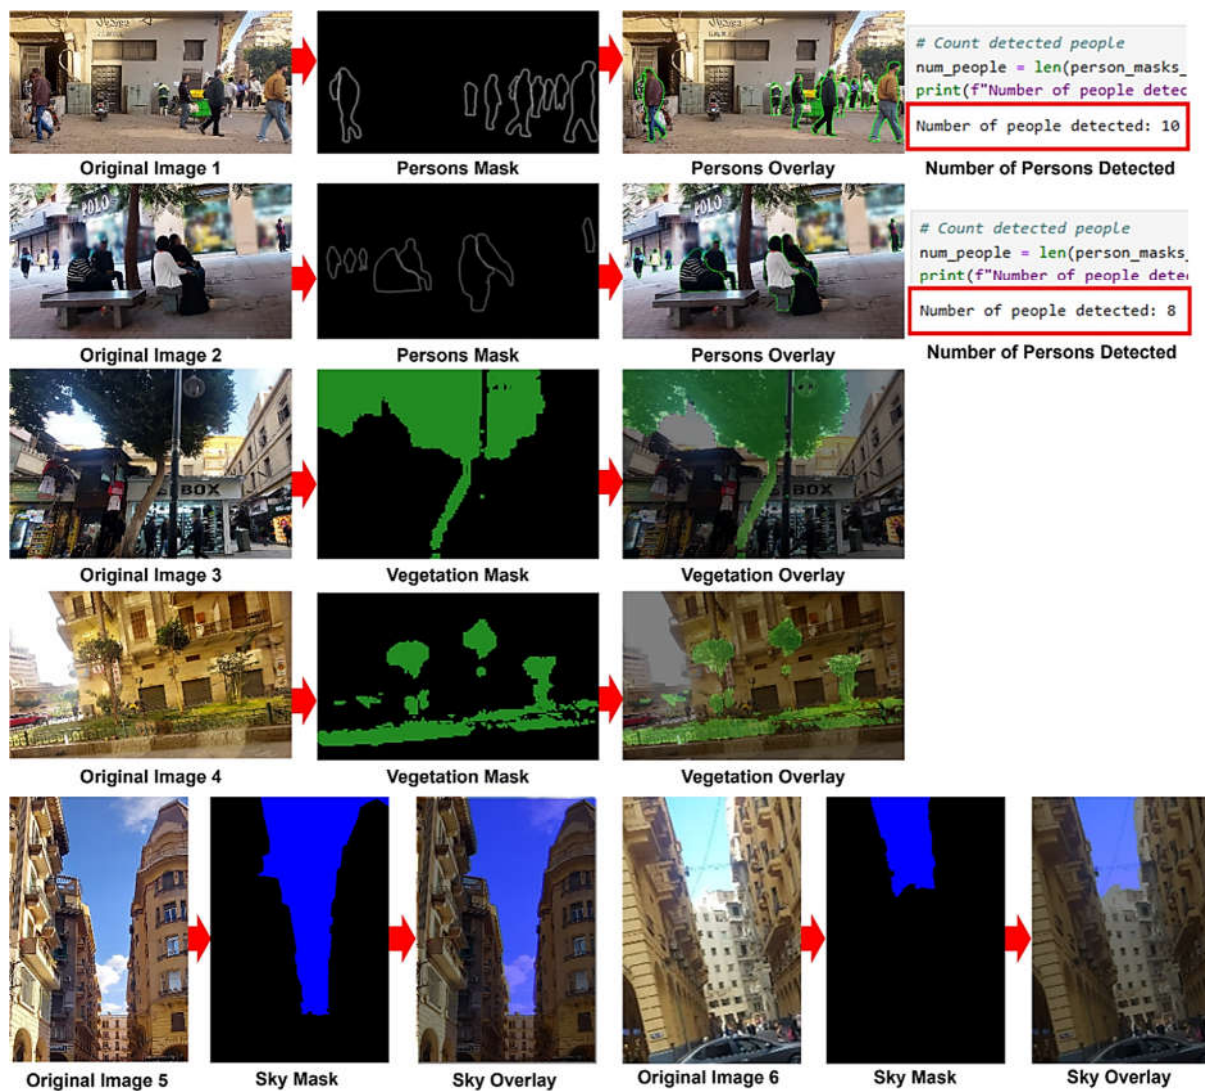 # Count detected people
num_people = len(person_masks_
print(f"Number of people detec
Number of people detected: 10
Original Image 1
Persons Mask
Persons Overlay
Number of Persons Detected
POLO
POLO
# Count detected people
num_people = len(person_masks_
print(f"Number of people detec
Number of people detected: 8
Original Image 2
Persons Mask
Persons Overlay
Number of Persons Detected
BOX
BOX
Original Image 3
Vegetation Mask
Vegetation Overlay
Original Image 4
Vegetation Mask
Vegetation Overlay
Original Image 5
Sky Mask
Sky Overlay
Original Image 6
Sky Mask
Sky Overlay